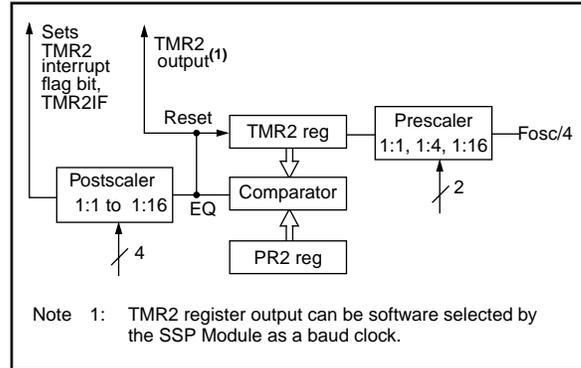 Sets
TMR2
interrupt
flag bit,
TMR2IF
TMR2
output(1)
Reset
TMR2 reg
Prescaler
1:1, 1:4, 1:16
Fosc/4
2
Postscaler
1:1 to 1:16
EQ
Comparator
4
PR2 reg
Note 1: TMR2 register output can be software selected by
the SSP Module as a baud clock.